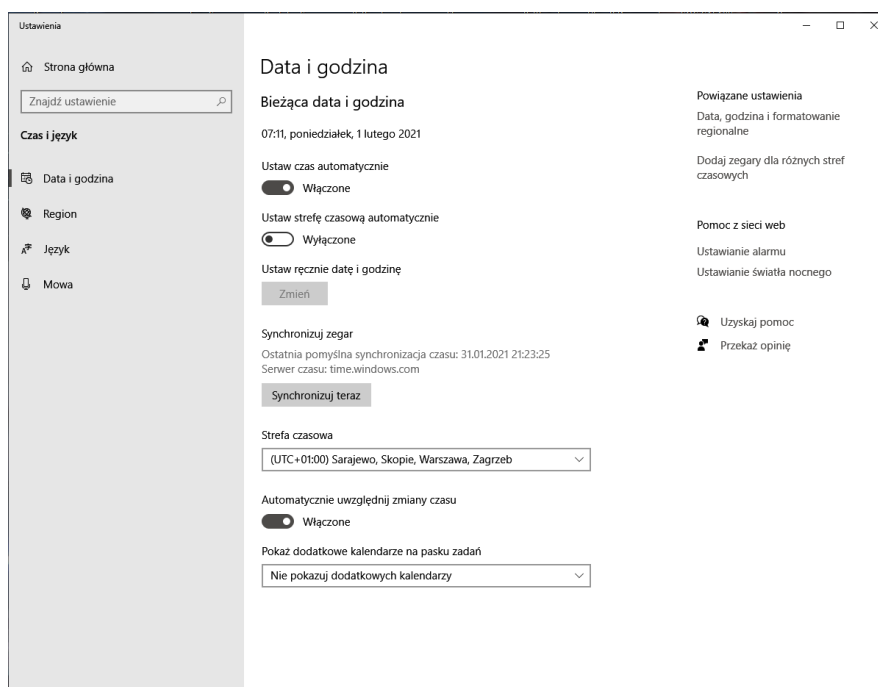 Ustawienia
Strona główna
Znajdź ustawienie
Czas i język
Data i godzina
Region
Język
Mowa
Data i godzina
Bieżąca data i godzina
07:11, poniedziałek, 1 lutego 2021
Ustaw czas automatycznie
Włączone
Ustaw strefę czasową automatycznie
Wyłączone
Ustaw ręcznie datę i godzinę
Zmień
Synchronizuj zegar
Ostatnia pomyślna synchronizacja czasu: 31.01.2021 21:23:25
Serwer czasu: time.windows.com
Synchronizuj teraz
Strefa czasowa
(UTC+01:00) Sarajewo, Skopie, Warszawa, Zagrzeb
Automatycznie uwzględnij zmiany czasu
Włączone
Pokaż dodatkowe kalendarze na pasku zadań
Nie pokazuj dodatkowych kalendarzy
Powiązane ustawienia
Data, godzina i formatowanie
regionalne
Dodaj zegary dla różnych stref
czasowych
Pomoc z sieci web
Ustawianie alarmu
Ustawianie światła nocnego
Uzyskaj pomoc
Przekaż opinię